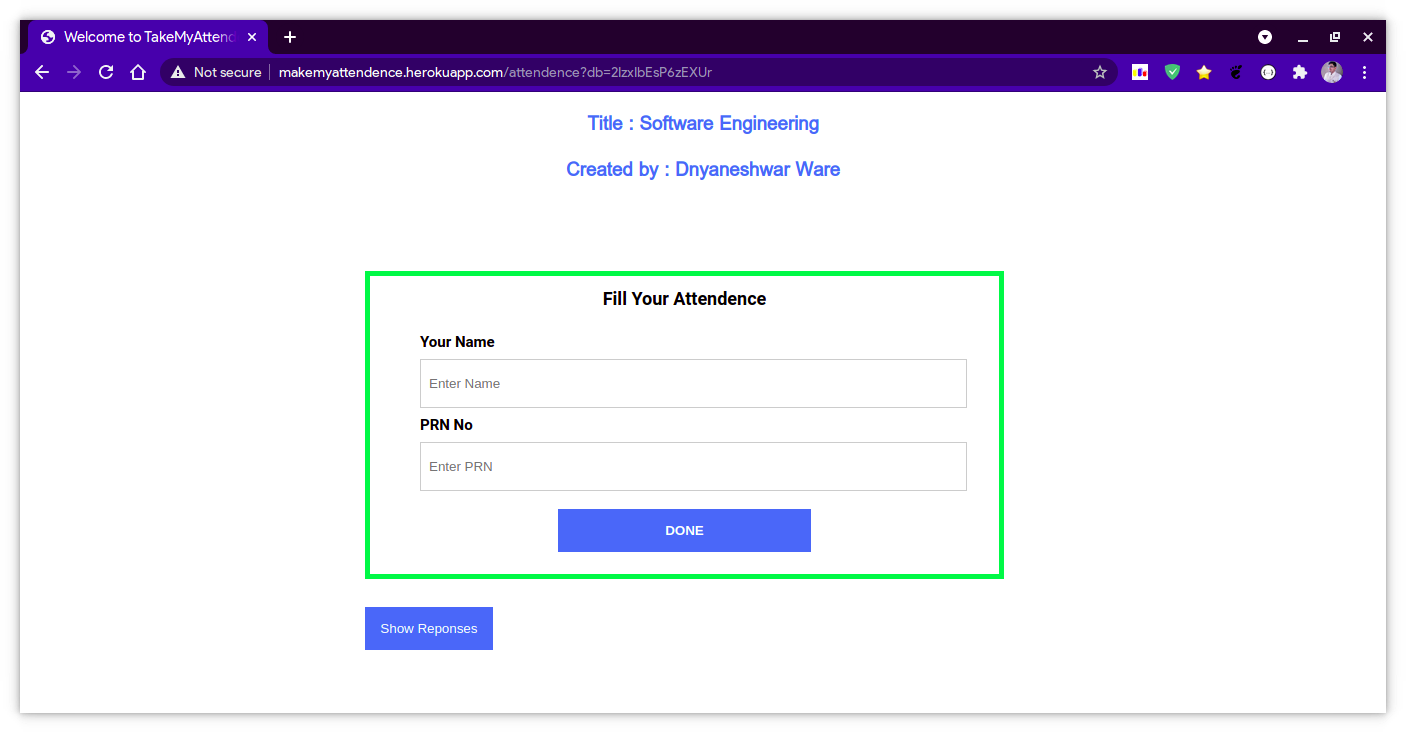 Welcome to TakeMyAttend
Not secure makemyattendence.herokuapp.com/attendence?db=2IzxIbEsP6zEXUr
Title : Software Engineering
Created by : Dnyaneshwar Ware
Fill Your Attendence
Your Name
Enter Name
PRN No
Enter PRN
DONE
Show Reponses